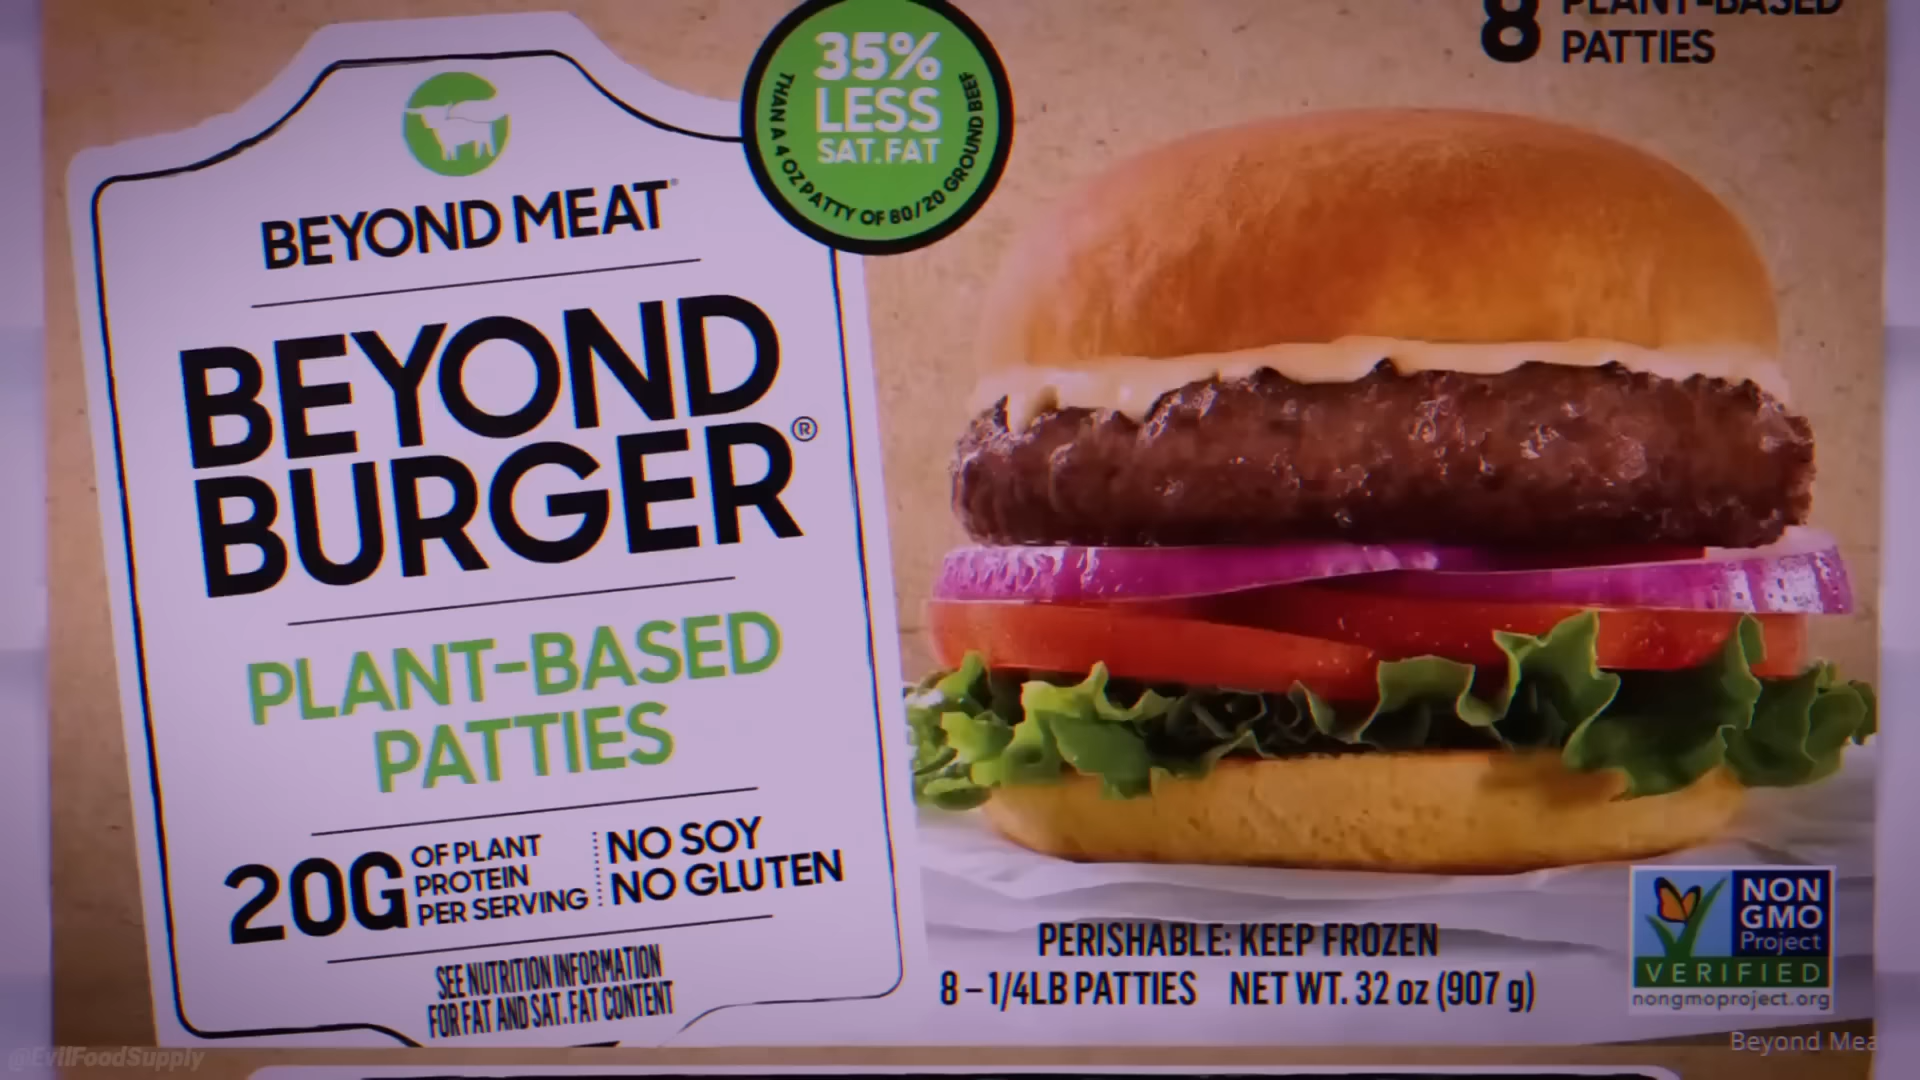 8 PLANT-BASED
PATTIES
35%
LESS
SAT. FAT
THAN A 4 OZ PATTY OF 80/20 GROUND BEEF
BEYOND MEAT
BEYOND
BURGER®
PLANT-BASED
PATTIES
20G OF PLANT
PROTEIN
PER SERVING
NO SOY
NO GLUTEN
SEE NUTRITION INFORMATION
FOR FAT AND SAT. FAT CONTENT
PERISHABLE: KEEP FROZEN
8 – 1/4LB PATTIES NET WT. 32 oz (907 g)
NON
GMO
Project
VERIFIED
nongmoproject.org
@EvilFoodSupply
Beyond Mea